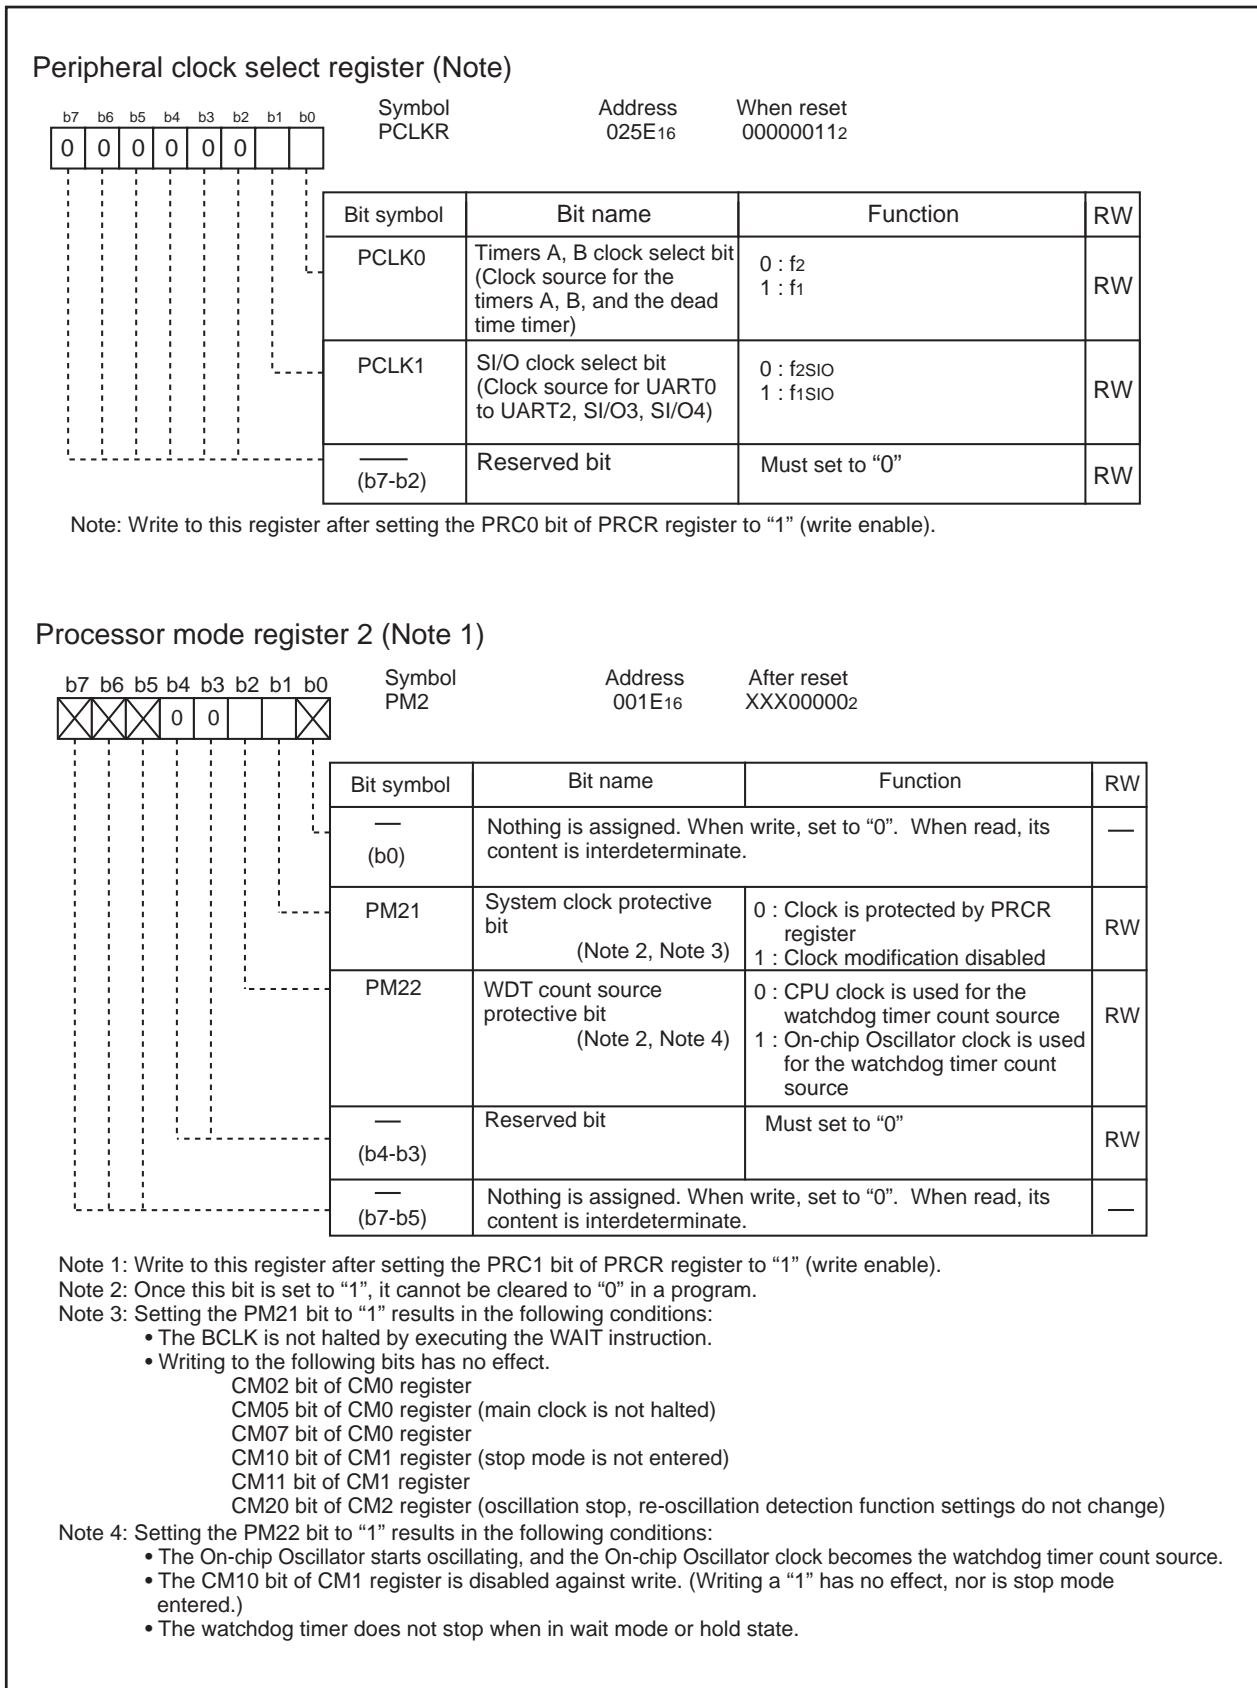 Peripheral clock select register (Note)
Symbol Address When reset
PCLKR 025E16 000000112
b7 b6 b5 b4 b3 b2 b1 b0
0 0 0 0 0 0
Bit symbol Bit name Function RW
PCLK0 Timers A, B clock select bit
(Clock source for the
timers A, B, and the dead
time timer)
0 : f2
1 : f1
RW
PCLK1 SI/O clock select bit
(Clock source for UART0
to UART2, SI/O3, SI/O4)
0 : f2SIO
1 : f1SIO
RW
(b7-b2) Reserved bit Must set to “0” RW
Note: Write to this register after setting the PRC0 bit of PRCR register to “1” (write enable).
Processor mode register 2 (Note 1)
Symbol Address After reset
PM2 001E16 XXX000002
b7 b6 b5 b4 b3 b2 b1 b0
0 0
Bit symbol Bit name Function RW
— (b0) Nothing is assigned. When write, set to “0”. When read, its
content is interdeterminate.
—
PM21 System clock protective
bit
(Note 2, Note 3)
0 : Clock is protected by PRCR
register
1 : Clock modification disabled
RW
PM22 WDT count source
protective bit
(Note 2, Note 4)
0 : CPU clock is used for the
watchdog timer count source
1 : On-chip Oscillator clock is used
for the watchdog timer count
source
RW
— (b4-b3) Reserved bit Must set to “0” RW
— (b7-b5) Nothing is assigned. When write, set to “0”. When read, its
content is interdeterminate.
—
Note 1: Write to this register after setting the PRC1 bit of PRCR register to “1” (write enable).
Note 2: Once this bit is set to “1”, it cannot be cleared to “0” in a program.
Note 3: Setting the PM21 bit to “1” results in the following conditions:
• The BCLK is not halted by executing the WAIT instruction.
• Writing to the following bits has no effect.
CM02 bit of CM0 register
CM05 bit of CM0 register (main clock is not halted)
CM07 bit of CM0 register
CM10 bit of CM1 register (stop mode is not entered)
CM11 bit of CM1 register
CM20 bit of CM2 register (oscillation stop, re-oscillation detection function settings do not change)
Note 4: Setting the PM22 bit to “1” results in the following conditions:
• The On-chip Oscillator starts oscillating, and the On-chip Oscillator clock becomes the watchdog timer count source.
• The CM10 bit of CM1 register is disabled against write. (Writing a “1” has no effect, nor is stop mode
entered.)
• The watchdog timer does not stop when in wait mode or hold state.